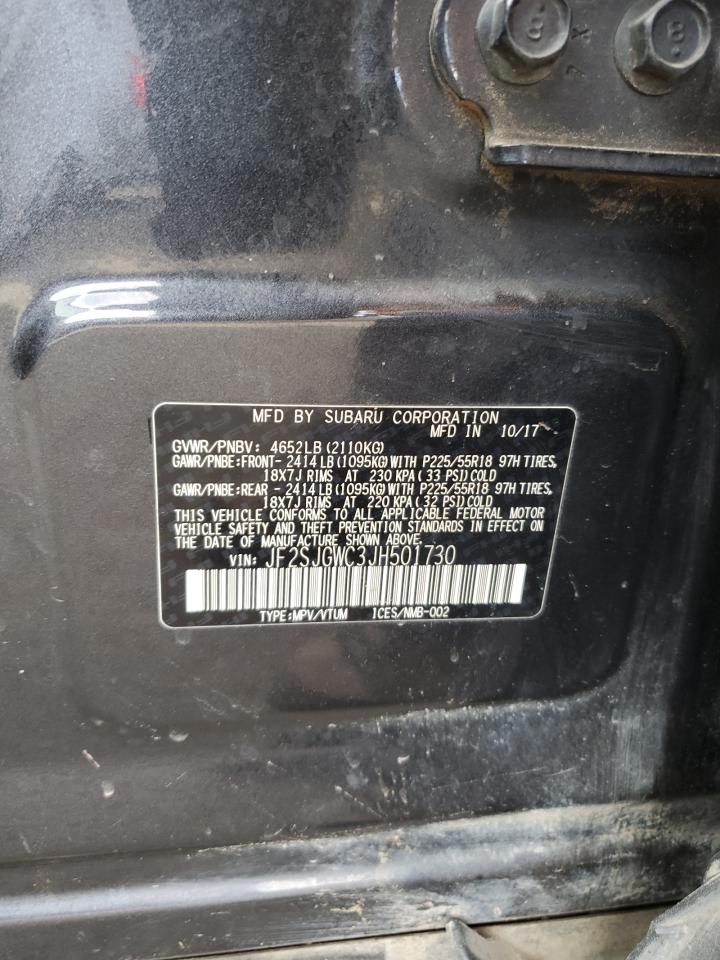 MFD BY SUBARU CORPORATION
MFD IN 10/17
GVWR/PNBV: 4652LB(2110KG)
GAWR/PNBE:FRONT- 2414LB(1095KG)WITH P225/55R18 97H TIRES,
18X7J RIMS AT 230 KPA(33 PSI)COLD
GAWR/PNBE:REAR - 2414LB(1095KG)WITH P225/55R18 97H TIRES,
18X7J RIMS AT 220 KPA(32 PSI)COLD
THIS VEHICLE CONFORMS TO ALL APPLICABLE FEDERAL MOTOR
VEHICLE SAFETY AND THEFT PREVENTION STANDARDS IN EFFECT ON
THE DATE OF MANUFACTURE SHOWN ABOVE.
VIN: JF2SJGWC3JH501730
TYPE:MPV/VTUM ICES/NMB-002